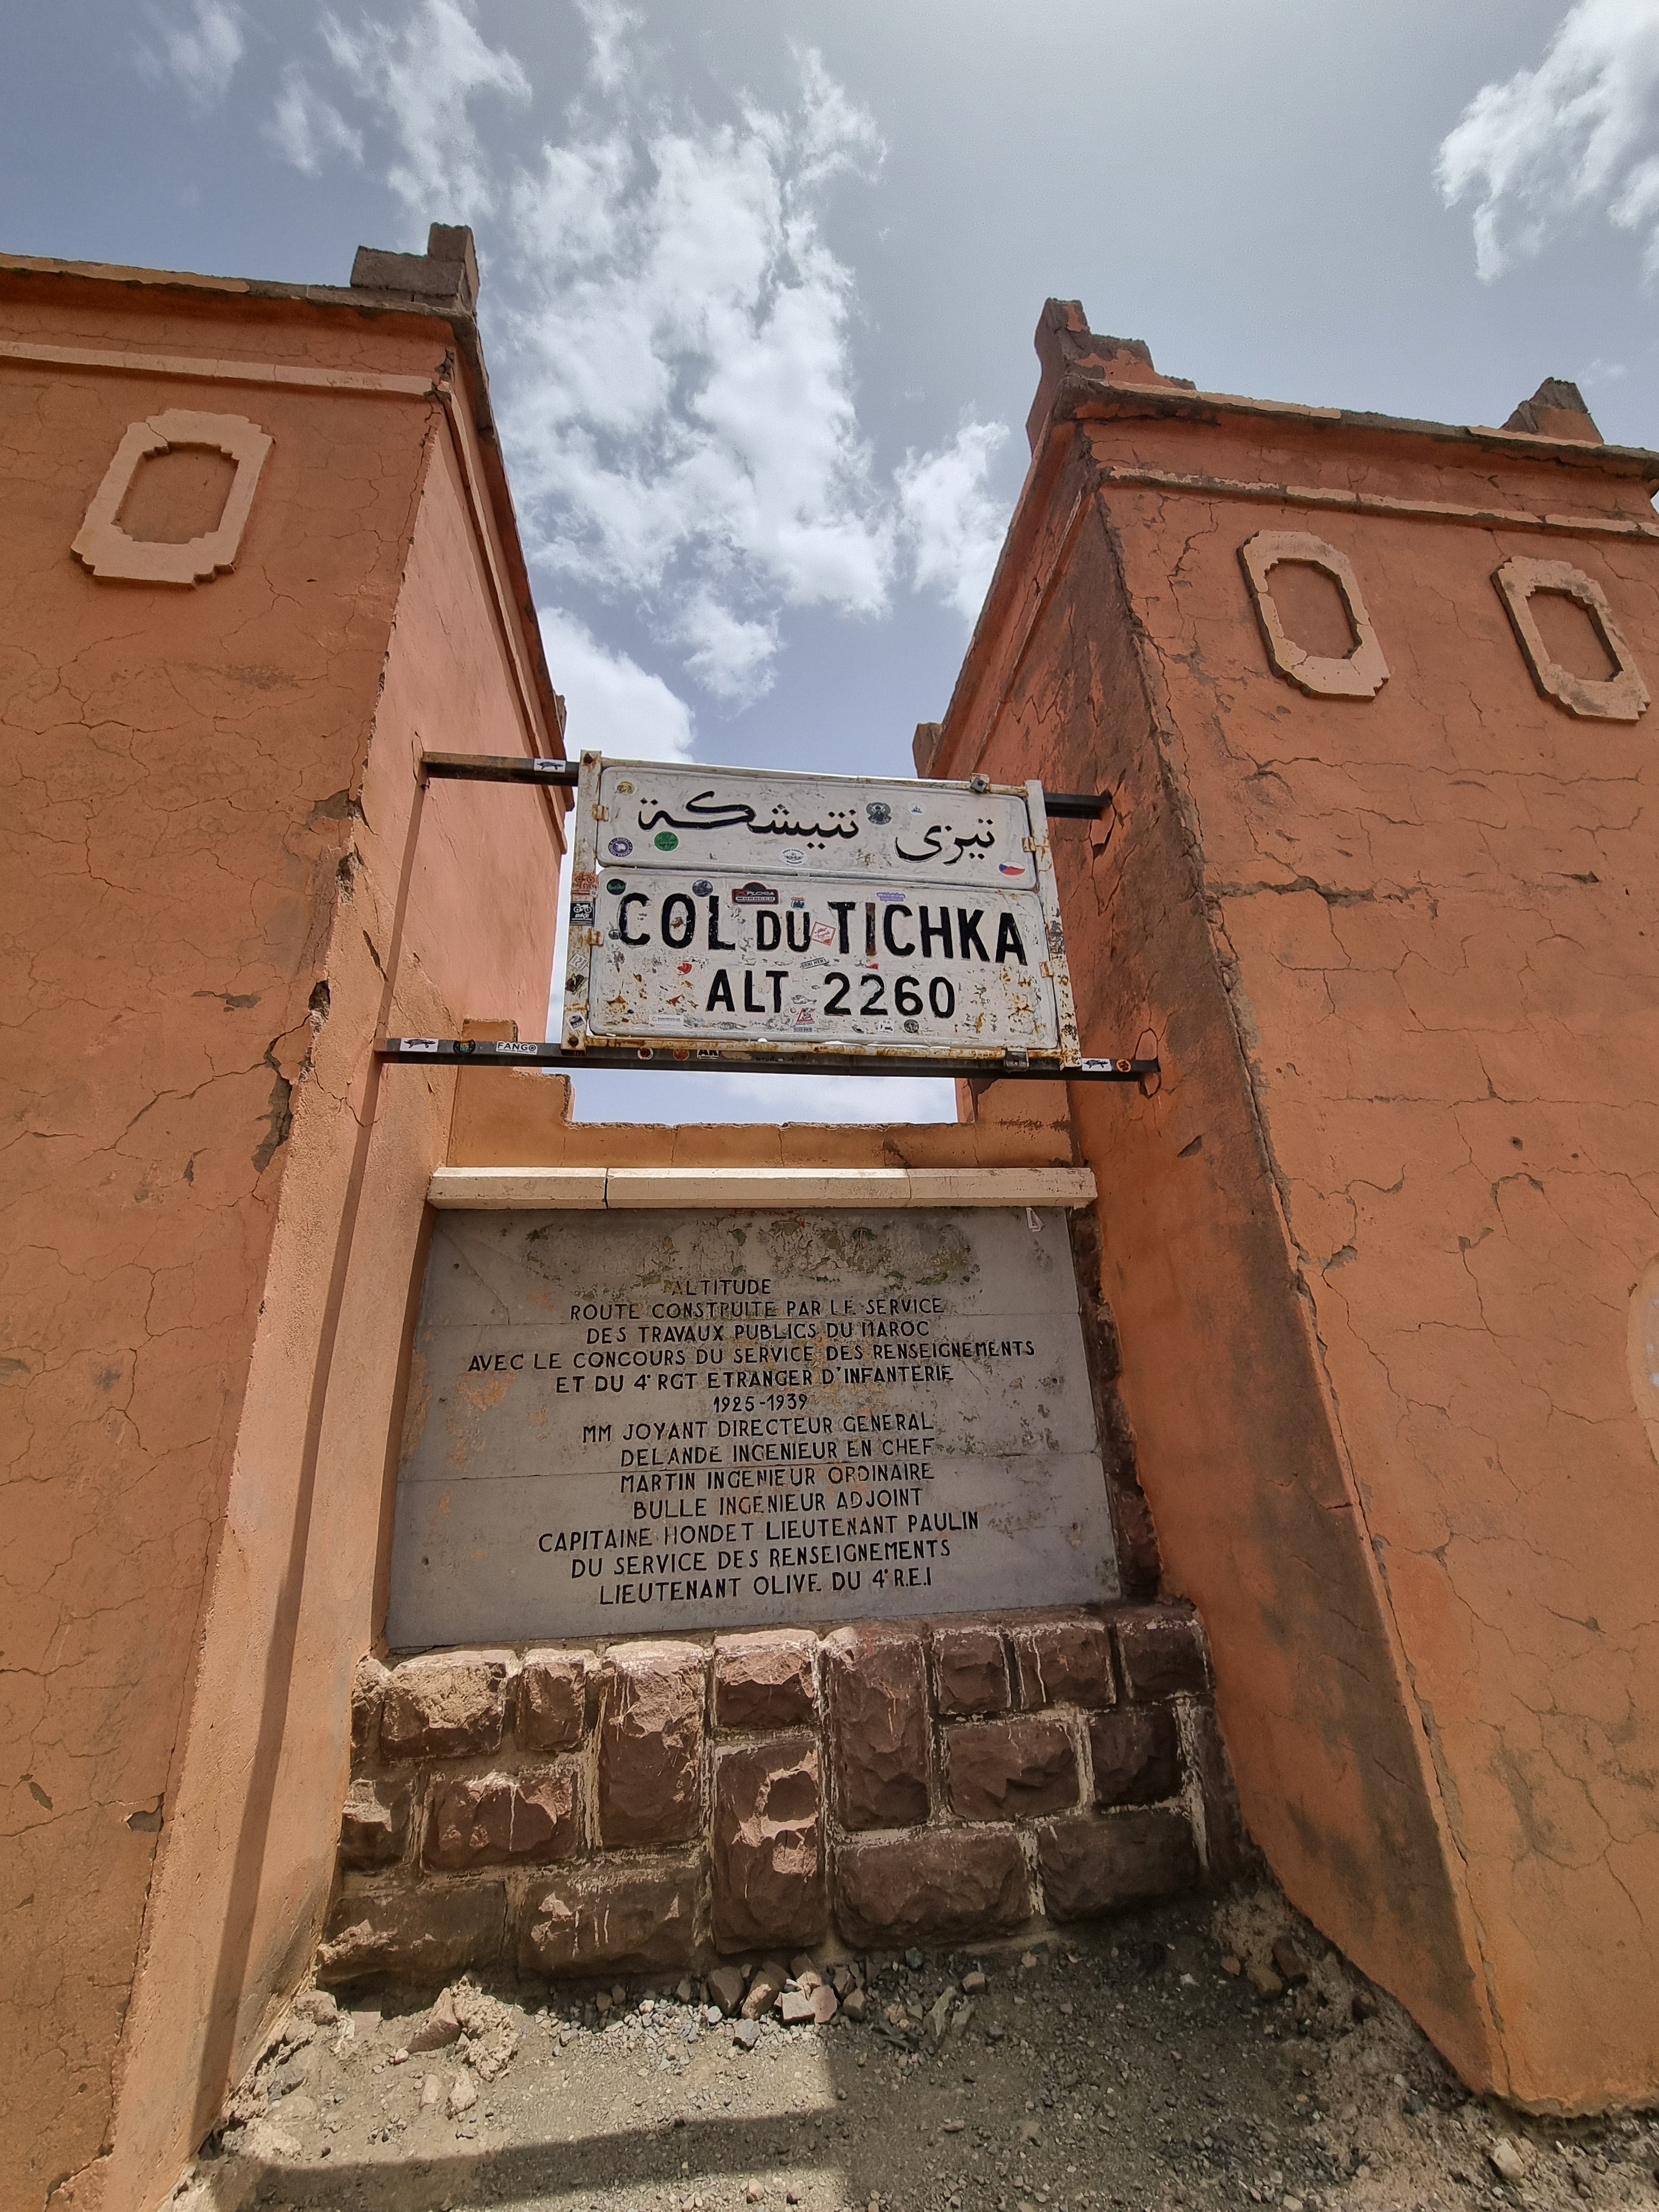 تيزي نتيشكة
COL DU TICHKA
ALT 2260
FANGO
ALTITUDE
ROUTE CONSTRUITE PAR LE SERVICE
DES TRAVAUX PUBLICS DU MAROC
AVEC LE CONCOURS DU SERVICE DES RENSEIGNEMENTS
ET DU 4° RGT ETRANGER D'INFANTERIE
1925-1939
MM JOYANT DIRECTEUR GENERAL
DELANDE INGENIEUR EN CHEF
MARTIN INGENIEUR ORDINAIRE
BULLE INGENIEUR ADJOINT
CAPITAINE HONDET LIEUTENANT PAULIN
DU SERVICE DES RENSEIGNEMENTS
LIEUTENANT OLIVE DU 4° R.E.I